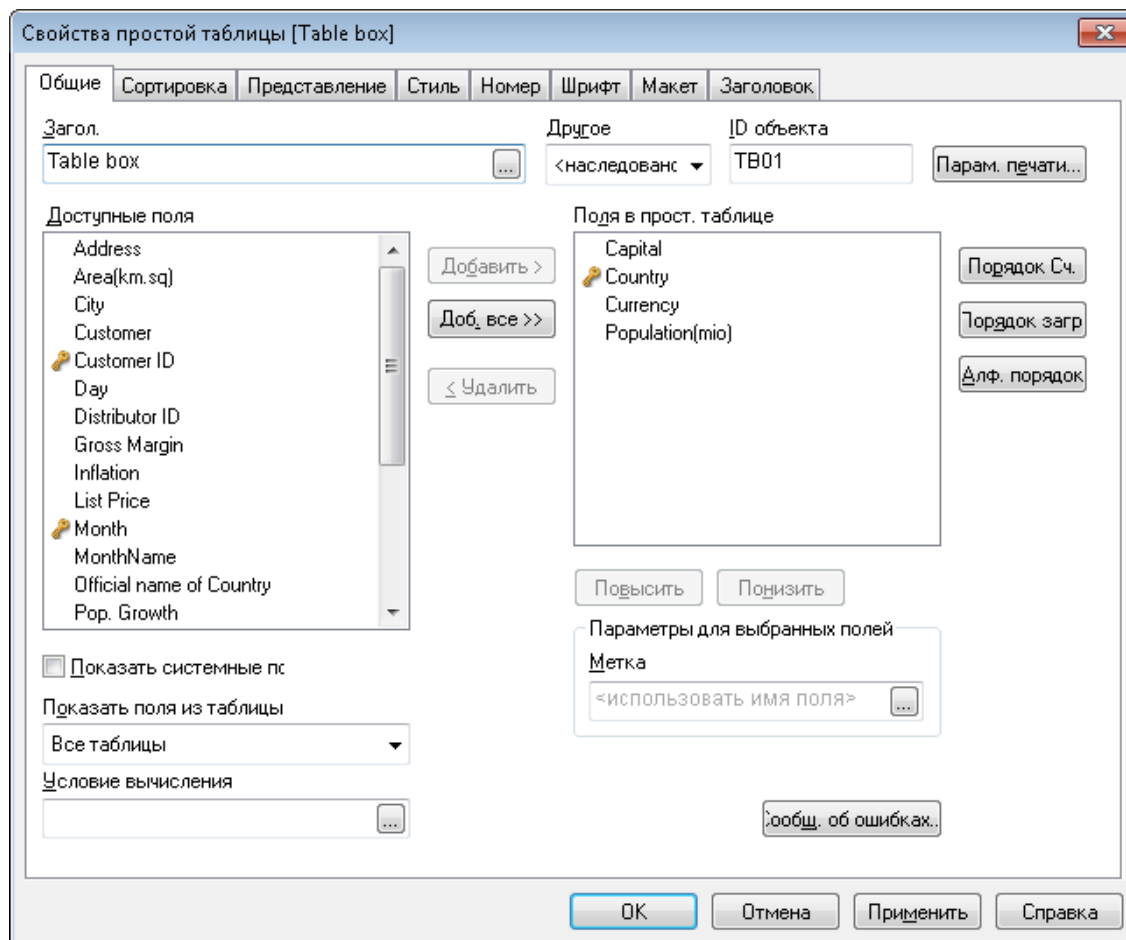 Свойства простой таблицы [Table box]
Общие Сортировка Представление Стиль Номер Шрифт Макет Заголовок
Загол. Другое ID объекта
Table box ... <наследованс TB01 Парам. печати...
Доступные поля
Address
Area(km.sq)
City
Customer
Customer ID
Day
Distributor ID
Gross Margin
Inflation
List Price
Month
MonthName
Official name of Country
Pop. Growth
Добавить >
Доб. все >>
< Удалить
Поля в прост. таблице
Capital
Country
Currency
Population(mio)
Порядок Сч.
Порядок загр
Алф. порядок
Повысить Понизить
Показать системные по
Показать поля из таблицы
Все таблицы
Условие вычисления
...
Параметры для выбранных полей
Метка
<использовать имя поля> ...
Сообщ. об ошибках..
OK Отмена Применить Справка